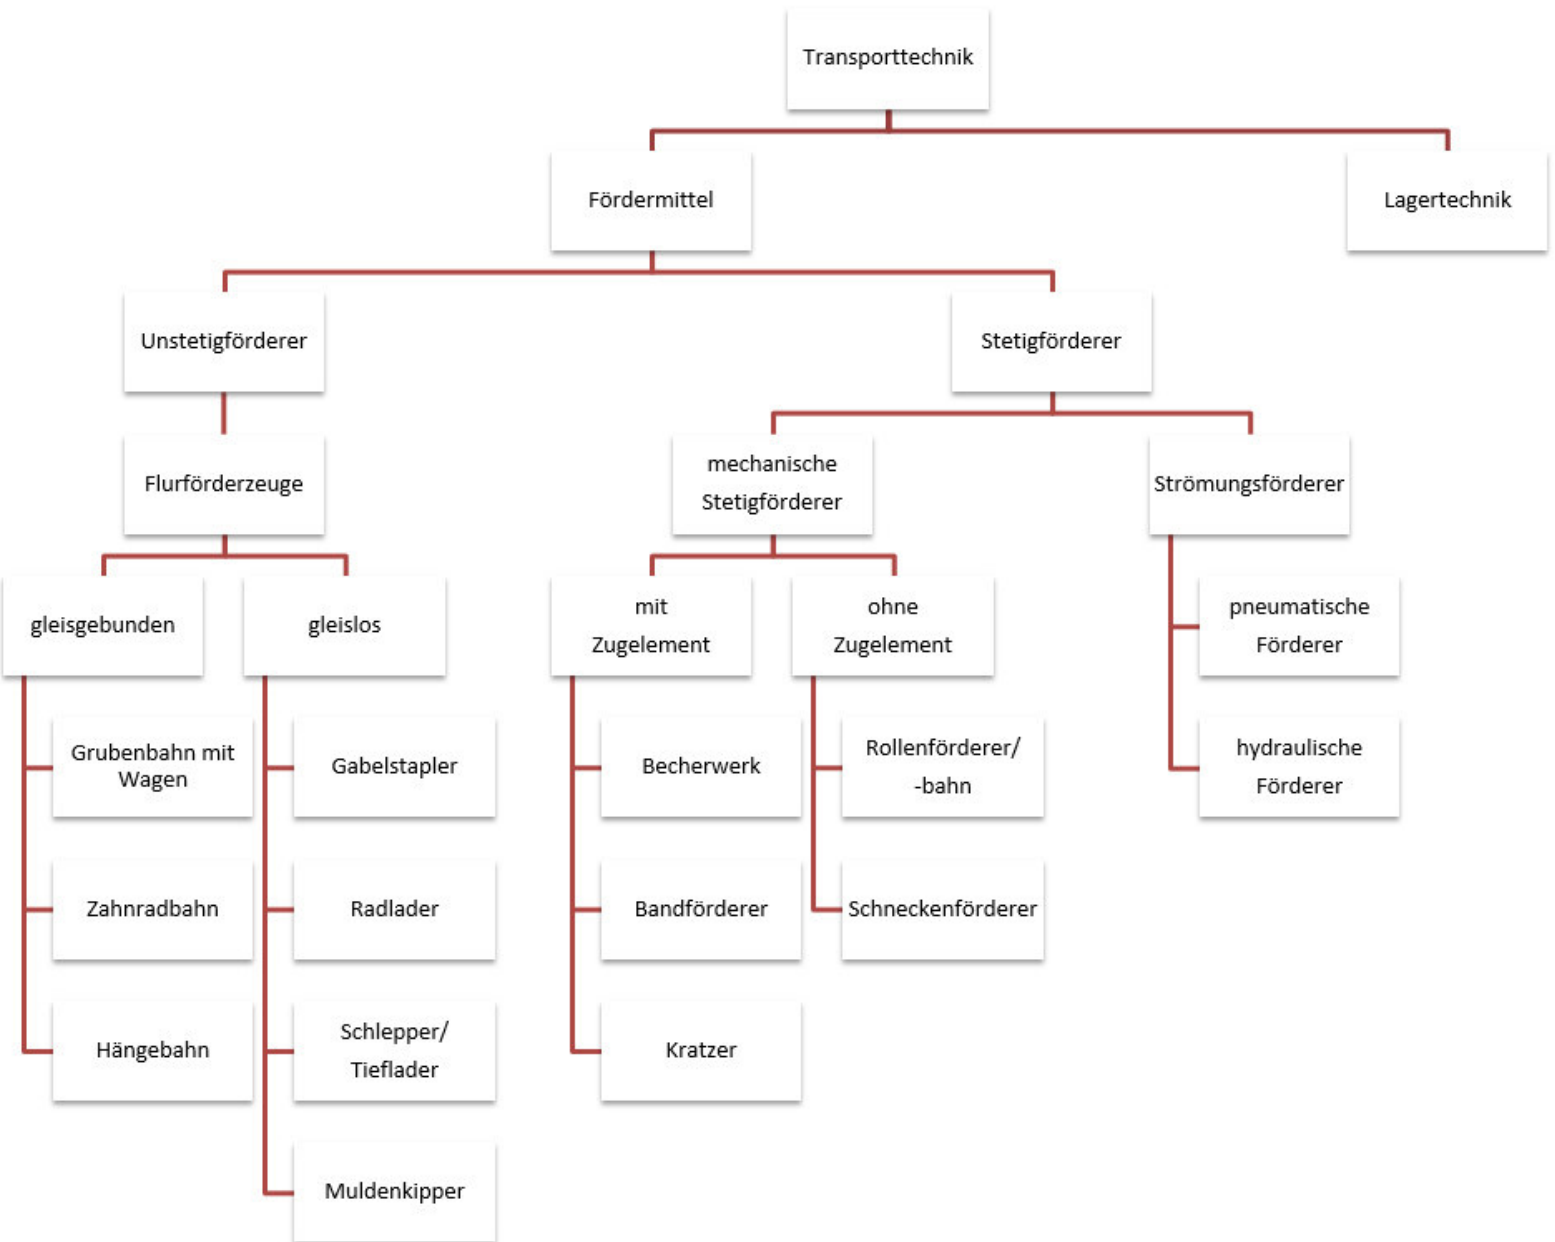 Transporttechnik
Fördermittel
Lagertechnik
Unstetigförderer
Stetigförderer
Flurförderzeuge
mechanische
Stetigförderer
Strömungsförderer
gleisgebunden
gleislos
mit
Zugelement
ohne
Zugelement
pneumatische
Förderer
Grubenbahn mit
Wagen
Gabelstapler
Becherwerk
Rollenförderer/
-bahn
hydraulische
Förderer
Zahnradbahn
Radlader
Bandförderer
Schneckenförderer
Hängebahn
Schlepper/
Tieflader
Kratzer
Muldenkipper